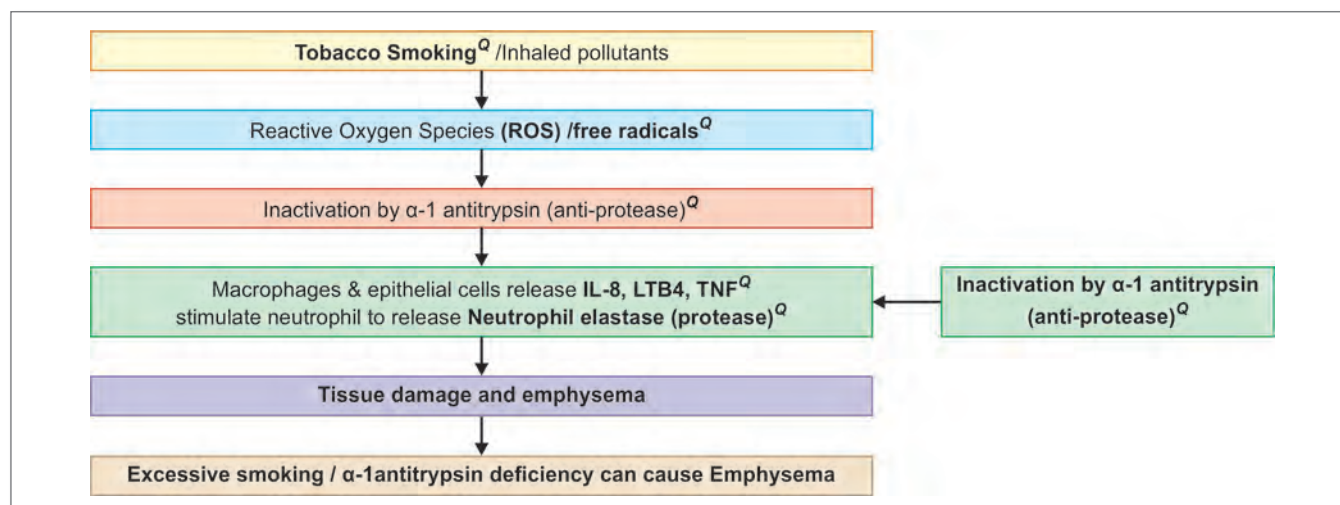 Tobacco Smoking^Q /Inhaled pollutants
Reactive Oxygen Species (ROS) /free radicals^Q
Inactivation by α-1 antitrypsin (anti-protease)^Q
Macrophages & epithelial cells release IL-8, LTB4, TNF^Q
stimulate neutrophil to release Neutrophil elastase (protease)^Q
Inactivation by α-1 antitrypsin
(anti-protease)^Q
Tissue damage and emphysema
Excessive smoking / α-1antitrypsin deficiency can cause Emphysema